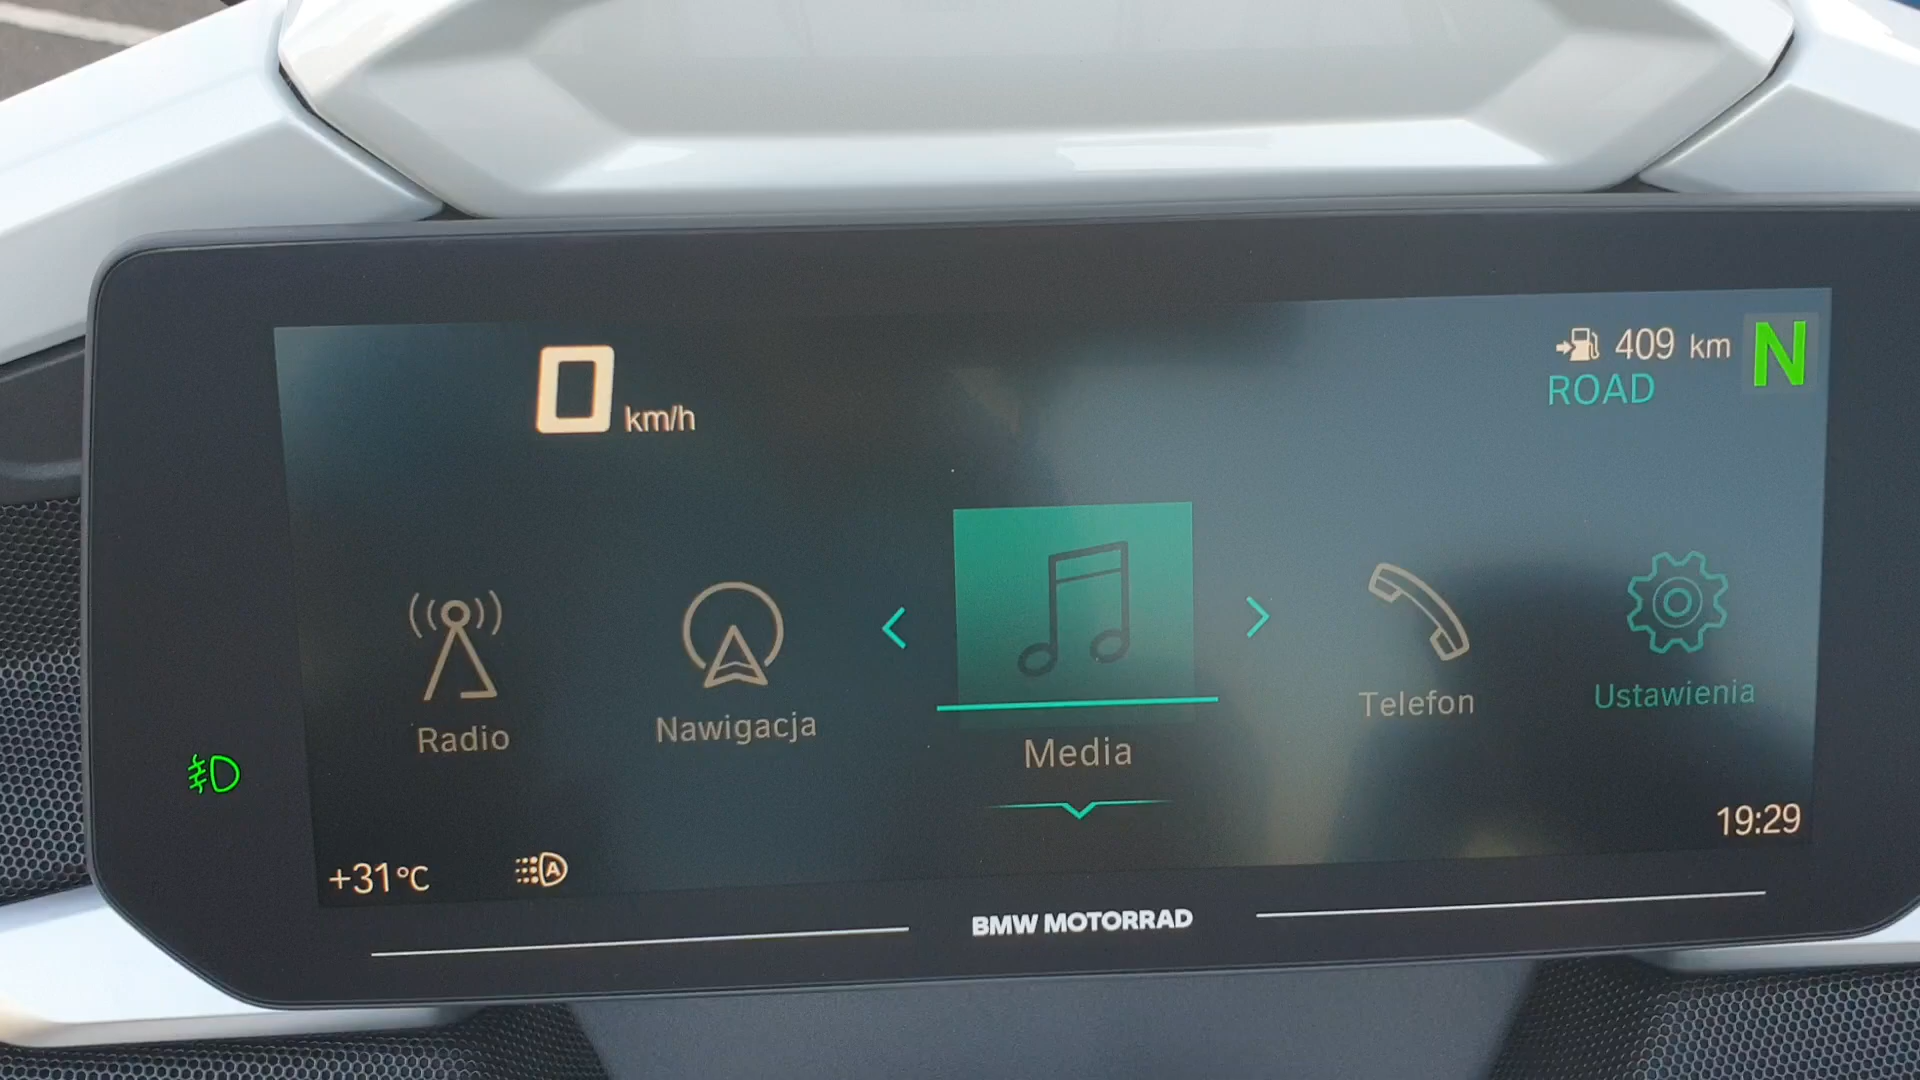 0 km/h
409 km N
ROAD
Radio
Nawigacja
Media
Telefon
Ustawienia
+31°C
A
19:29
BMW MOTORRAD